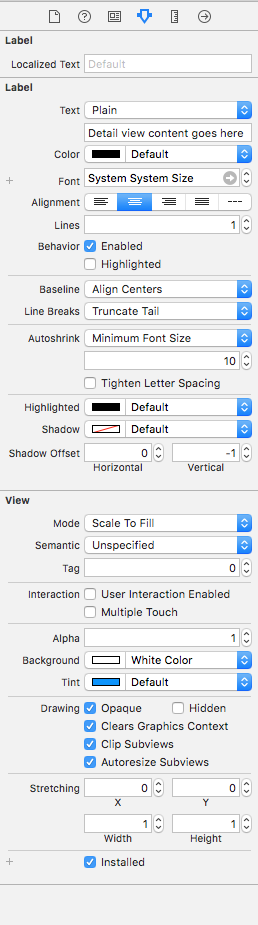 Label
Localized Text Default
Label
Text Plain
Detail view content goes here
Color Default
+ Font System System Size
Alignment ---
Lines 1
Behavior Enabled
Highlighted
Baseline Align Centers
Line Breaks Truncate Tail
Autoshrink Minimum Font Size
10
Tighten Letter Spacing
Highlighted Default
Shadow Default
Shadow Offset 0 -1
Horizontal Vertical
View
Mode Scale To Fill
Semantic Unspecified
Tag 0
Interaction User Interaction Enabled
Multiple Touch
Alpha 1
Background White Color
Tint Default
Drawing Opaque Hidden
Clears Graphics Context
Clip Subviews
Autoresize Subviews
Stretching 0 0
X Y
1 1
Width Height
+ Installed